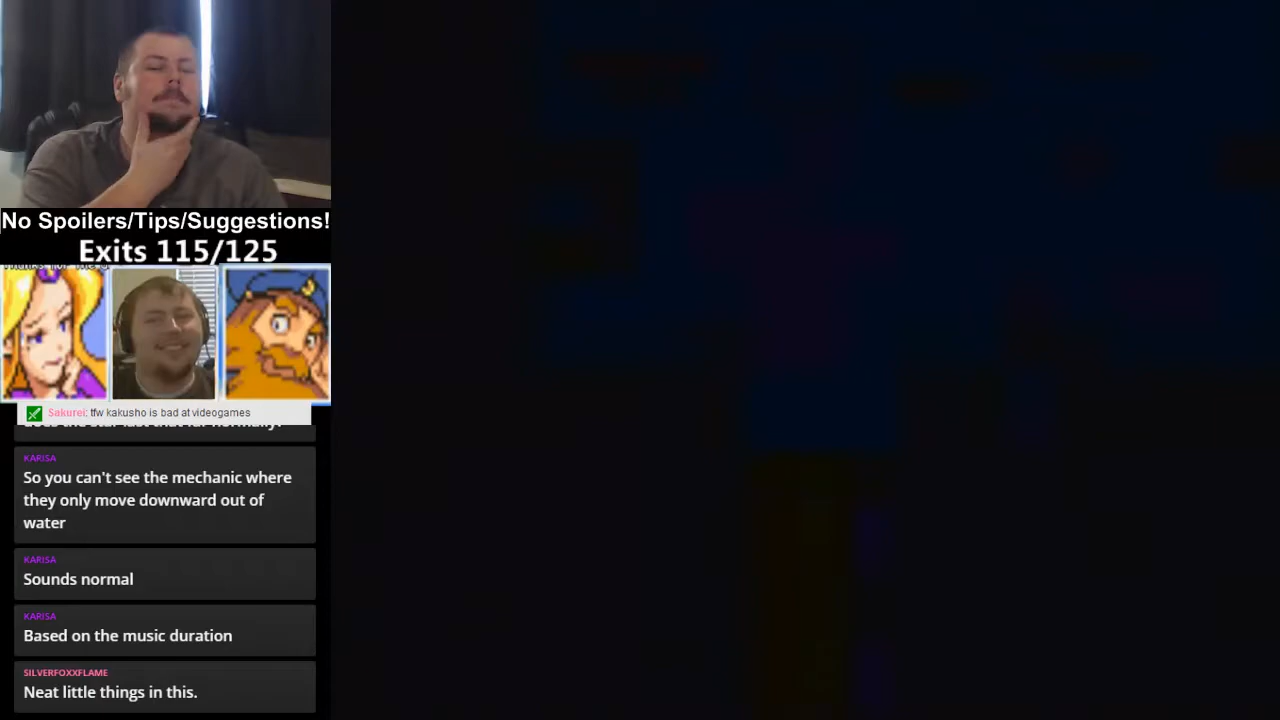 No Spoilers/Tips/Suggestions!
Exits 115/125
Sakurei: tfw kakusho is bad at videogames
KARISA
So you can't see the mechanic where
they only move downward out of
water
KARISA
Sounds normal
KARISA
Based on the music duration
SILVERFOXXFLAME
Neat little things in this.